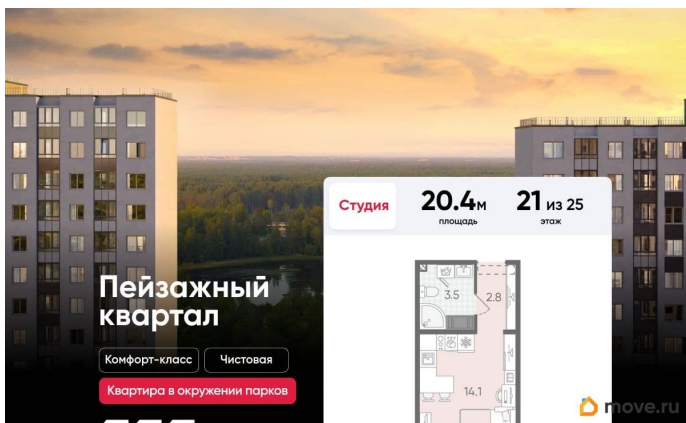 Студия
20.4м
площадь
21 из 25
этаж
Пейзажный
квартал
Комфорт-класс
Чистовая
Квартира в окружении парков
3.5
2.8
14.1
move.ru